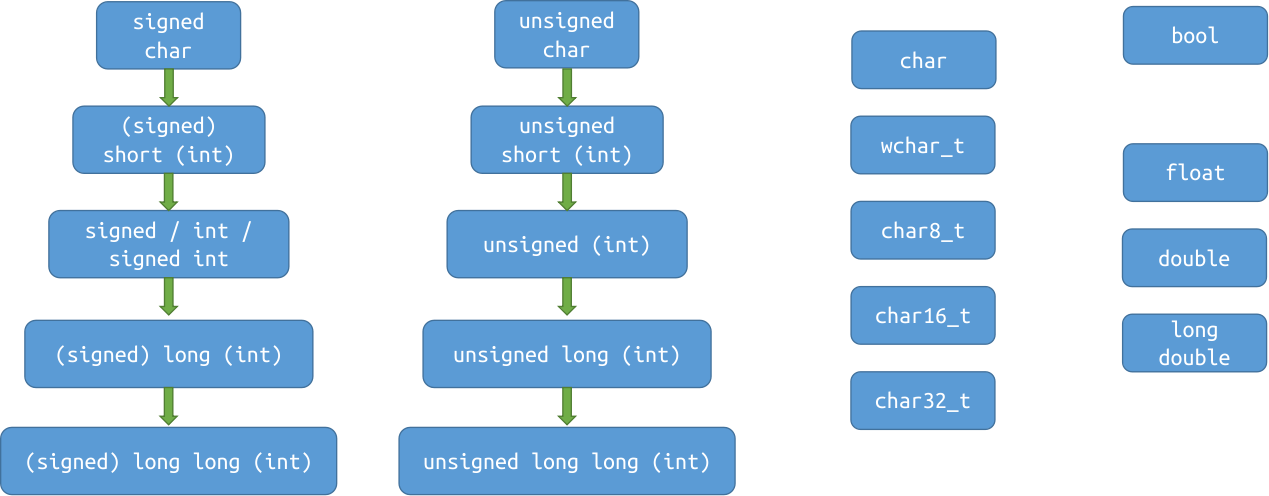 signed
char
(signed)
short (int)
signed / int /
signed int
(signed) long (int)
(signed) long long (int)
unsigned
char
unsigned
short (int)
unsigned (int)
unsigned long (int)
unsigned long long (int)
char
wchar_t
char8_t
char16_t
char32_t
bool
float
double
long
double